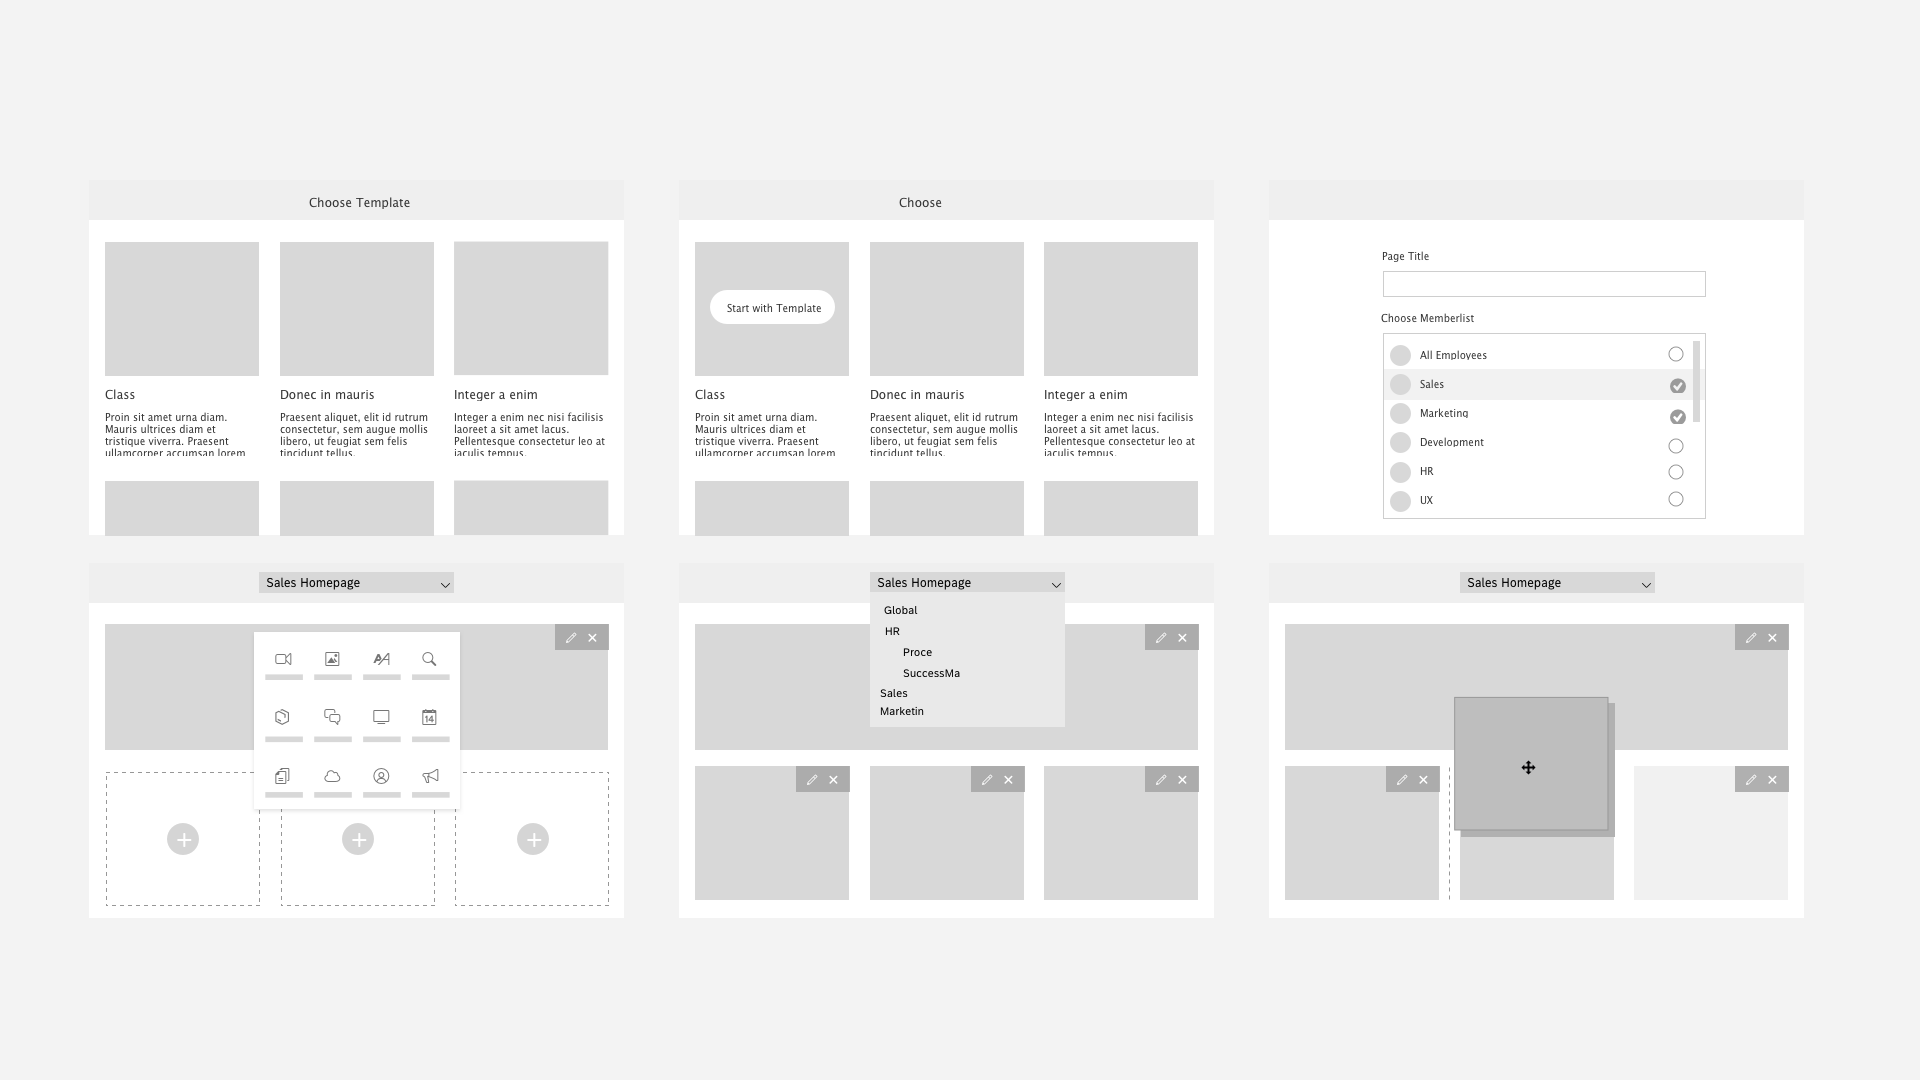 Choose Template
Class
Proin sit amet urna diam.
Mauris ultrices diam et
tristique viverra. Praesent
ullamcorper accumsan lorem
Donec in mauris
Praesent aliquet, elit id rutrum
consectetur, sem augue mollis
libero, ut feugiat sem felis
tincidunt tellus.
Integer a enim
Integer a enim nec nisi facilisis
laoreet a sit amet lacus.
Pellentesque consectetur leo at
iaculis tempus.
Choose
Start with Template
Class
Proin sit amet urna diam.
Mauris ultrices diam et
tristique viverra. Praesent
ullamcorper accumsan lorem
Donec in mauris
Praesent aliquet, elit id rutrum
consectetur, sem augue mollis
libero, ut feugiat sem felis
tincidunt tellus.
Integer a enim
Integer a enim nec nisi facilisis
laoreet a sit amet lacus.
Pellentesque consectetur leo at
iaculis tempus.
Page Title
Choose Memberlist
All Employees
Sales
Marketing
Development
HR
UX
Sales Homepage
14
Sales Homepage
Global
HR
Proce
SuccessMa
Sales
Marketin
Sales Homepage